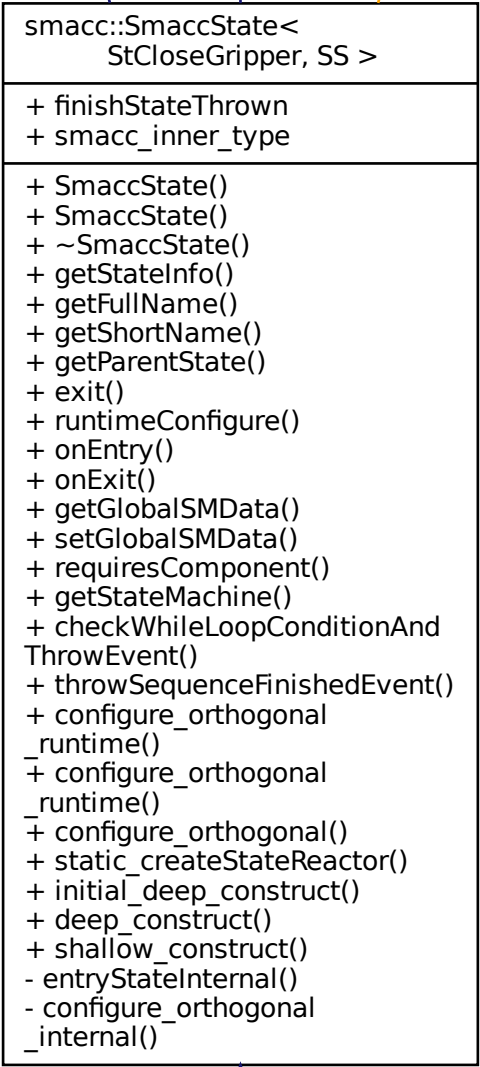 smacc::SmaccState<
StCloseGripper, SS >
+ finishStateThrown
+ smacc_inner_type
+ SmaccState()
+ SmaccState()
+ ~SmaccState()
+ getStateInfo()
+ getFullName()
+ getShortName()
+ getParentState()
+ exit()
+ runtimeConfigure()
+ onEntry()
+ onExit()
+ getGlobalSMData()
+ setGlobalSMData()
+ requiresComponent()
+ getStateMachine()
+ checkWhileLoopConditionAnd
ThrowEvent()
+ throwSequenceFinishedEvent()
+ configure_orthogonal
_runtime()
+ configure_orthogonal
_runtime()
+ configure_orthogonal()
+ static_createStateReactor()
+ initial_deep_construct()
+ deep_construct()
+ shallow_construct()
- entryStateInternal()
- configure_orthogonal
_internal()